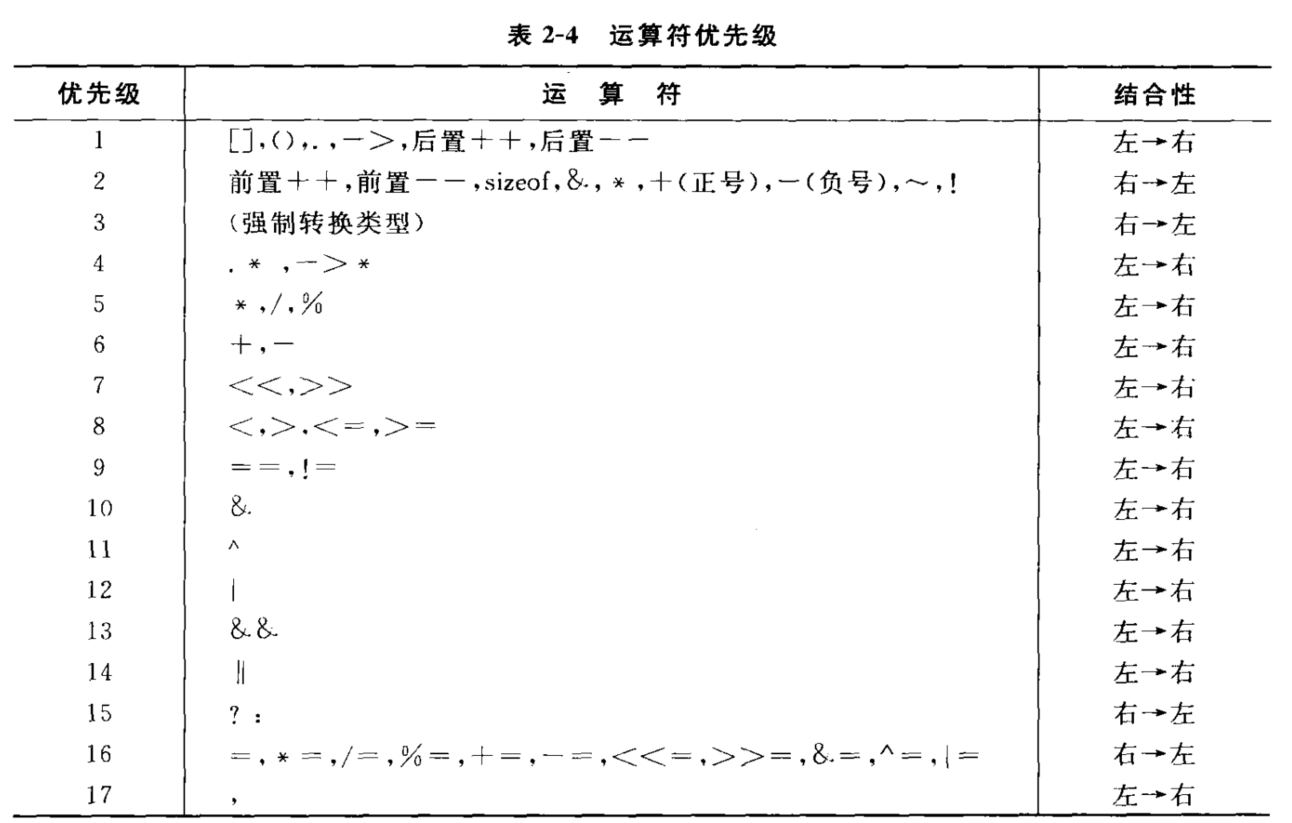 表 2-4 运算符优先级
优先级 运 算 符 结合性
1 [],(),.,->,后置++,后置-- 左→右
2 前置++,前置--,sizeof,&,*,+(正号),-(负号),~,! 右→左
3 (强制转换类型) 右→左
4 .*,->* 左→右
5 *,/,% 左→右
6 +,- 左→右
7 <<,>> 左→右
8 <,>,<=,>= 左→右
9 ==,!= 左→右
10 & 左→右
11 ^ 左→右
12 | 左→右
13 && 左→右
14 || 左→右
15 ? : 右→左
16 =,*=,/=,%=,+=,-=,<<=,>>=,&=,^=,|= 右→左
17 , 左→右